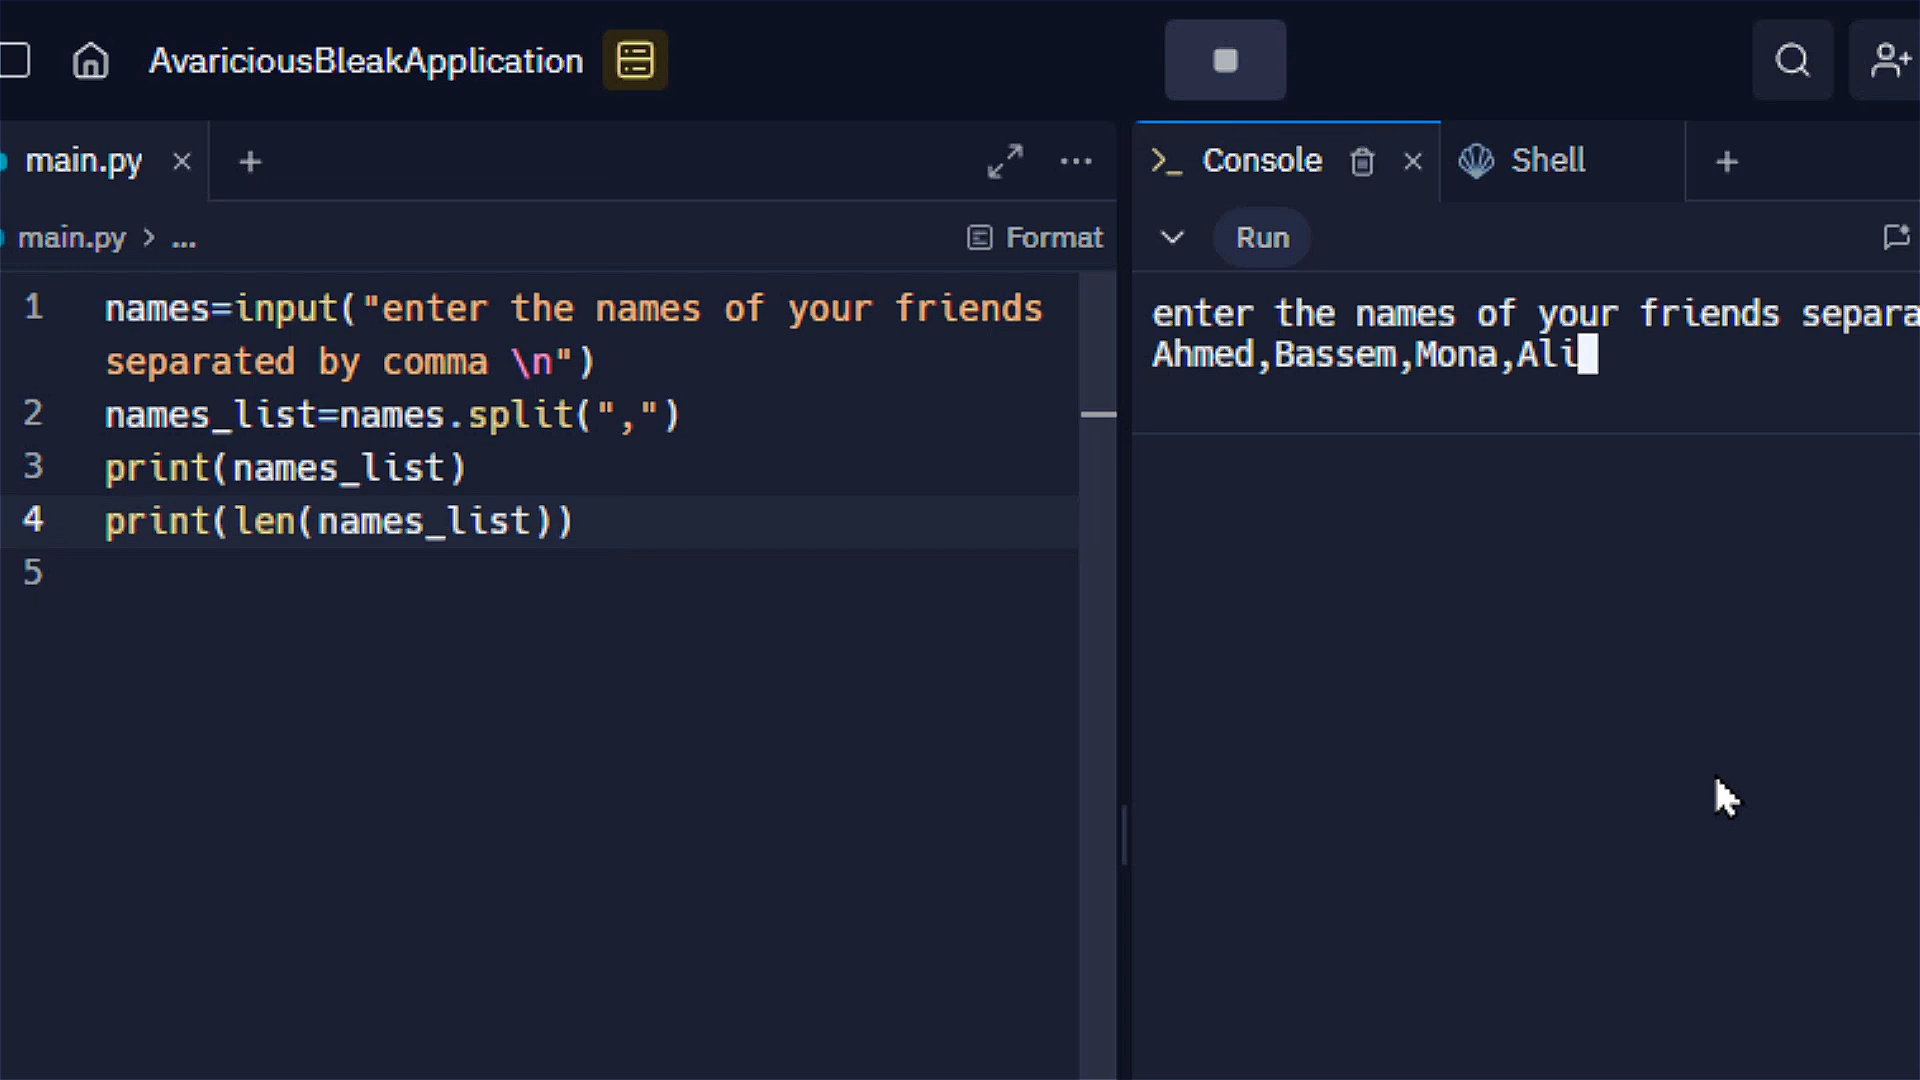 AvariciousBleakApplication
main.py
Console
Shell
main.py > ...
Format
Run
1 names=input("enter the names of your friends
separated by comma \n")
2 names_list=names.split(",")
3 print(names_list)
4 print(len(names_list))
5
enter the names of your friends separa
Ahmed,Bassem,Mona,Ali